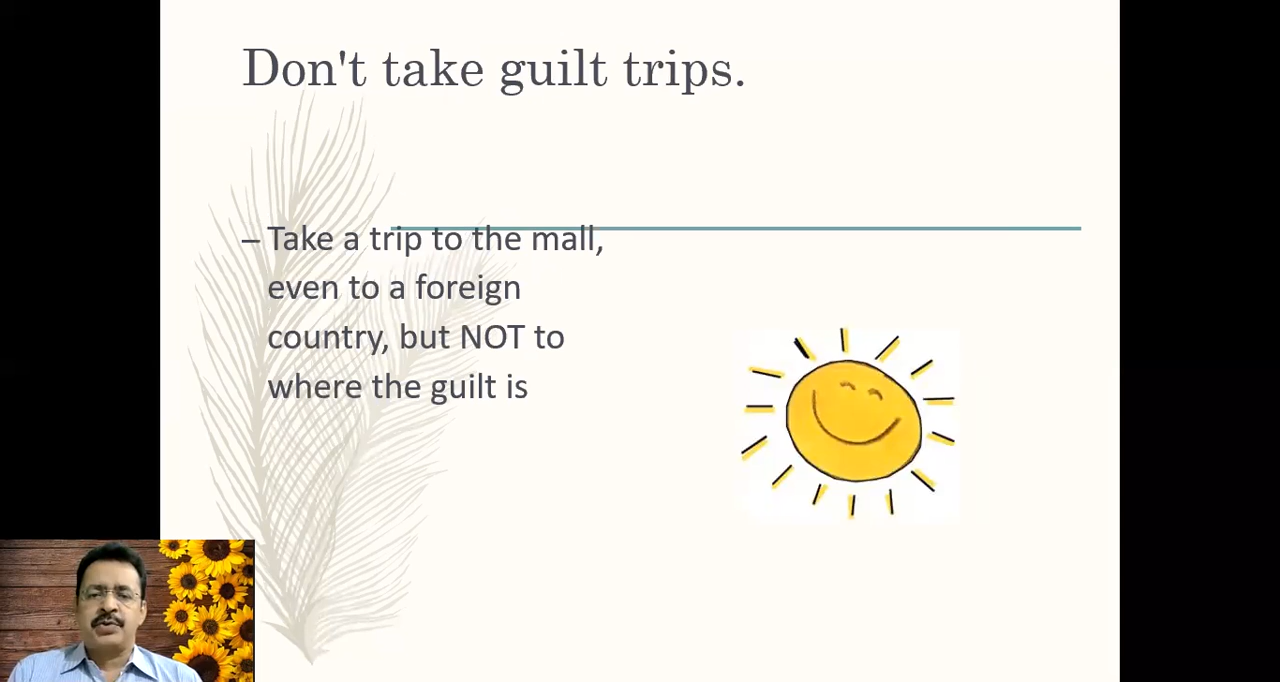 Don't take guilt trips.
– Take a trip to the mall,
even to a foreign
country, but NOT to
where the guilt is